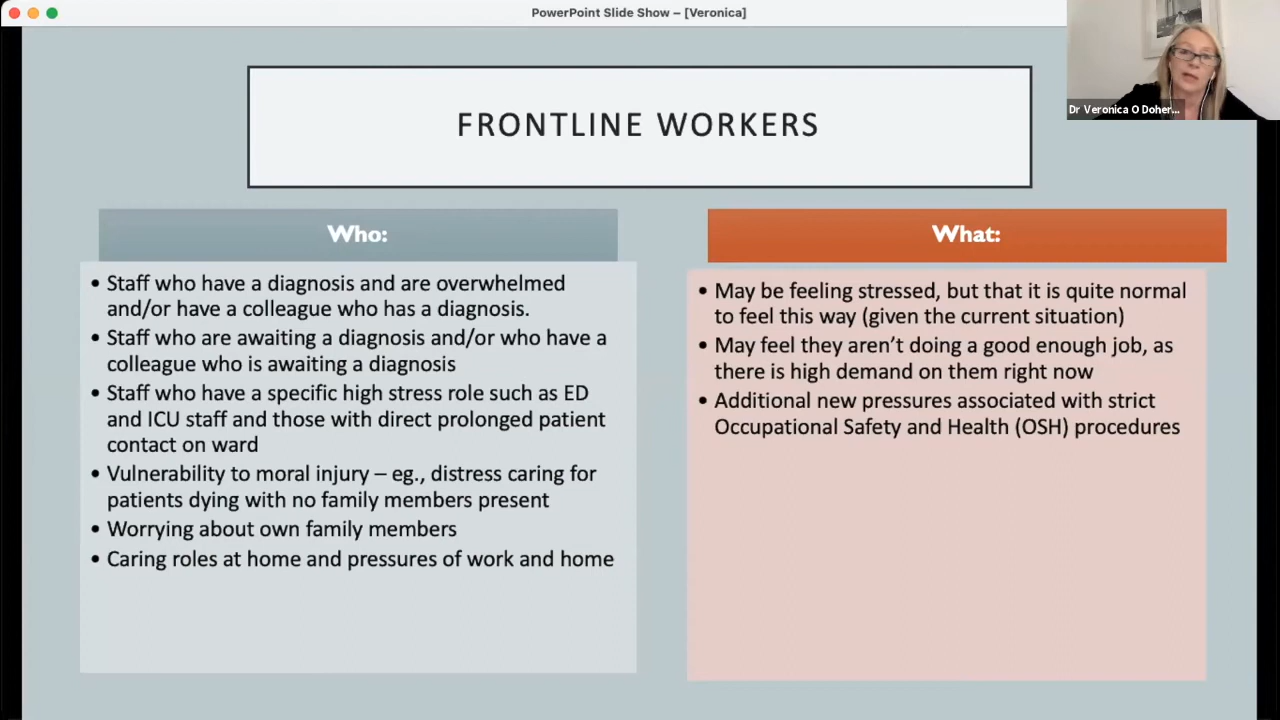 PowerPoint Slide Show – [Veronica]
Dr Veronica O Doher...
FRONTLINE WORKERS
Who:
• Staff who have a diagnosis and are overwhelmed
and/or have a colleague who has a diagnosis.
• Staff who are awaiting a diagnosis and/or who have a
colleague who is awaiting a diagnosis
• Staff who have a specific high stress role such as ED
and ICU staff and those with direct prolonged patient
contact on ward
• Vulnerability to moral injury – eg., distress caring for
patients dying with no family members present
• Worrying about own family members
• Caring roles at home and pressures of work and home
What:
• May be feeling stressed, but that it is quite normal
to feel this way (given the current situation)
• May feel they aren’t doing a good enough job, as
there is high demand on them right now
• Additional new pressures associated with strict
Occupational Safety and Health (OSH) procedures